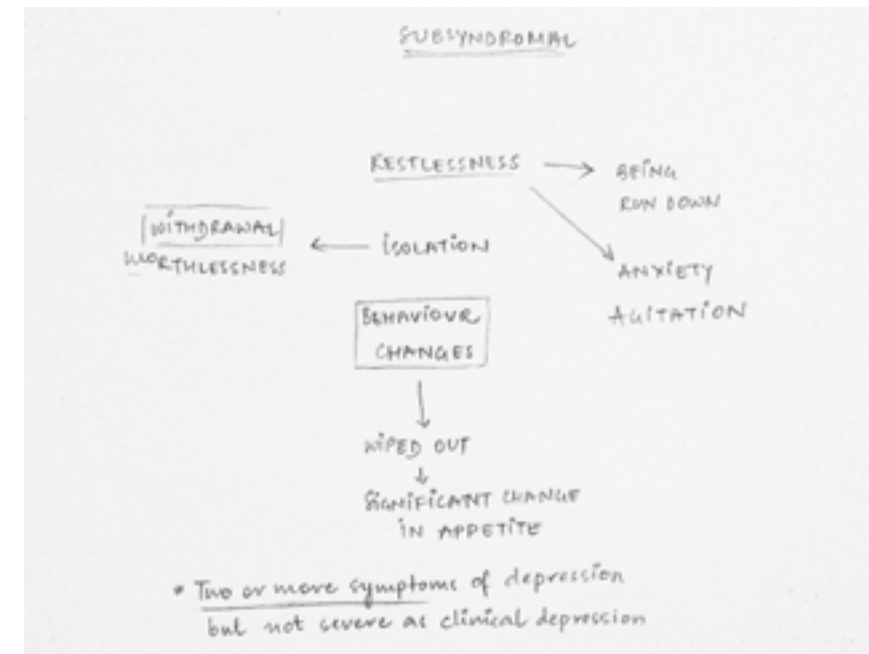 SUBSYNDROMAL
RESTLESSNESS
BEING
RUN DOWN
WITHDRAWAL
WORTHLESSNESS
ISOLATION
ANXIETY
AGITATION
BEHAVIOUR
CHANGES
WIPED OUT
SIGNIFICANT CHANGE
IN APPETITE
* Two or more symptoms of depression
but not severe as clinical depression